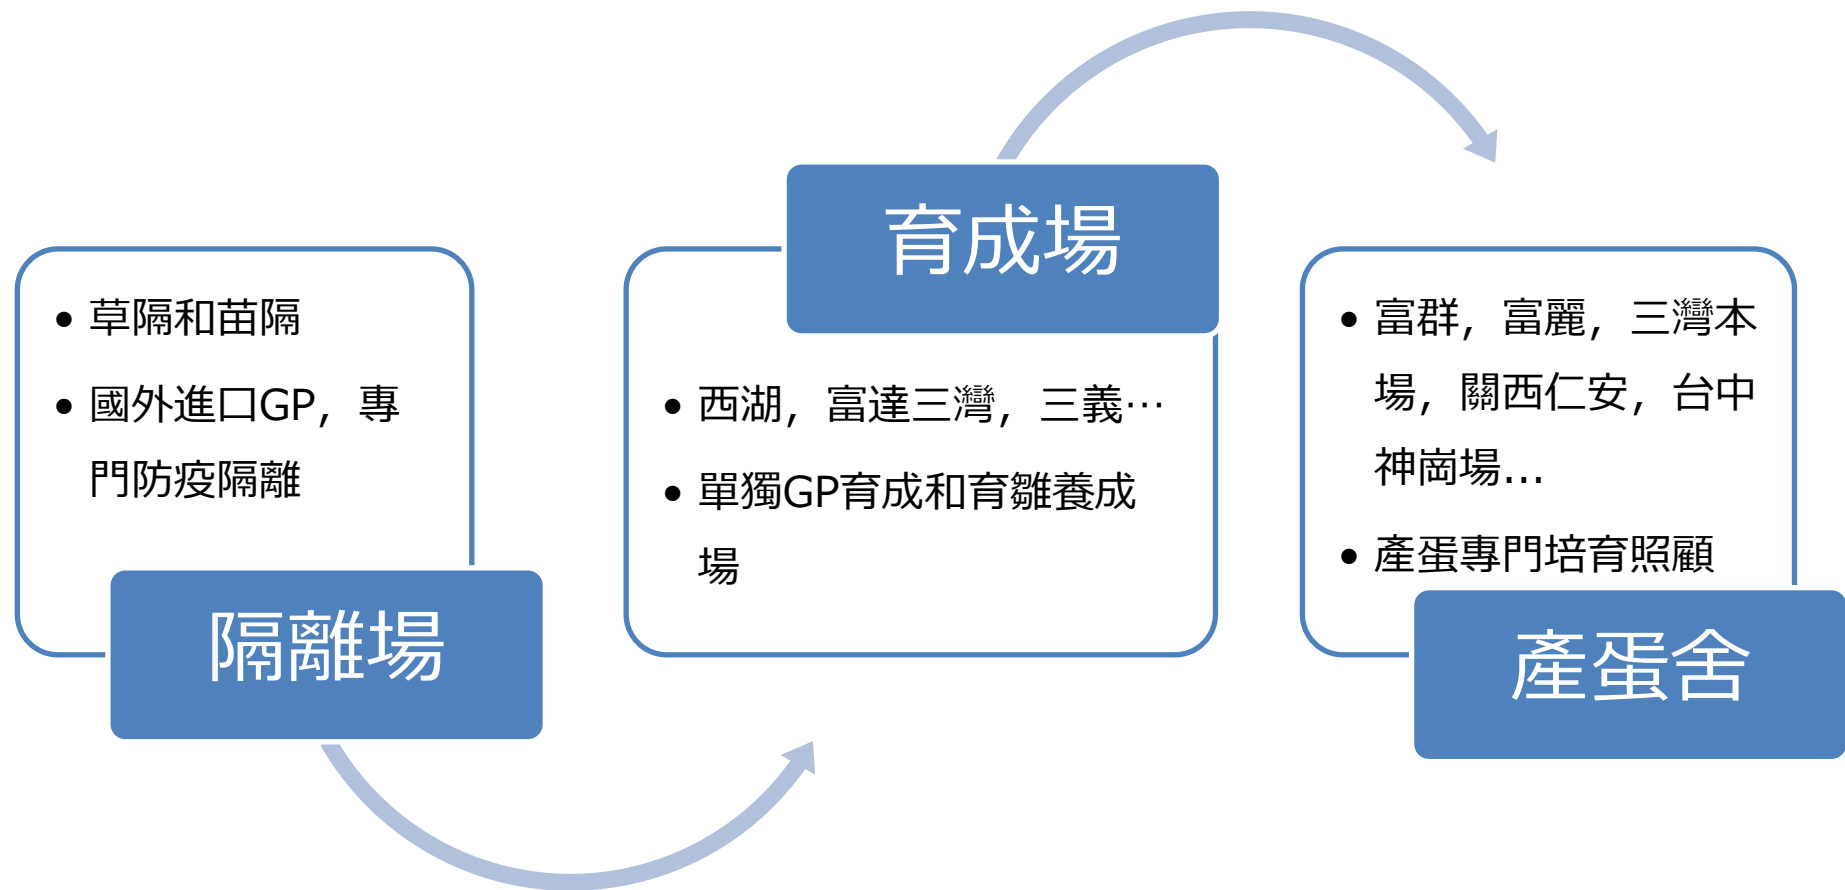 • 草隔和苗隔
• 國外進口GP，專
門防疫隔離
隔離場
育成場
• 西湖，富達三灣，三義…
• 單獨GP育成和育雛養成
場
• 富群，富麗，三灣本
場，關西仁安，台中
神崗場...
• 產蛋專門培育照顧
產蛋舍